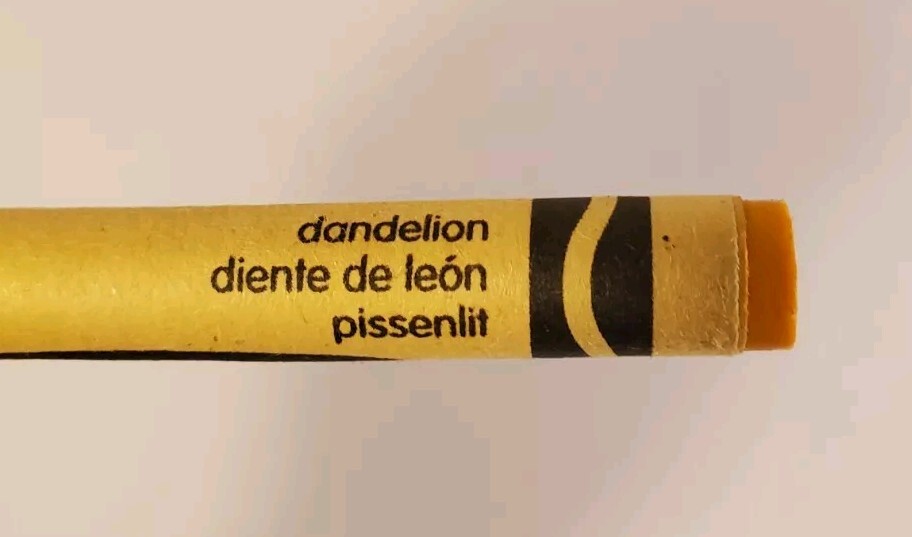 dandelion
diente de león
pissenlit